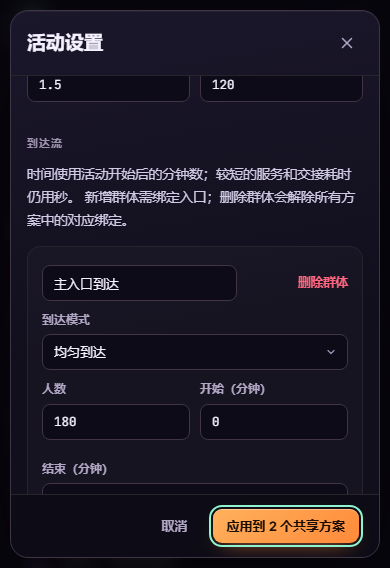 活动设置
1.5
120
到达流
时间使用活动开始后的分钟数；较短的服务和交接耗时
仍用秒。 新增群体需绑定入口；删除群体会解除所有方
案中的对应绑定。
主入口到达
删除群体
到达模式
均匀到达
人数
开始（分钟）
180
0
结束（分钟）
取消
应用到 2 个共享方案